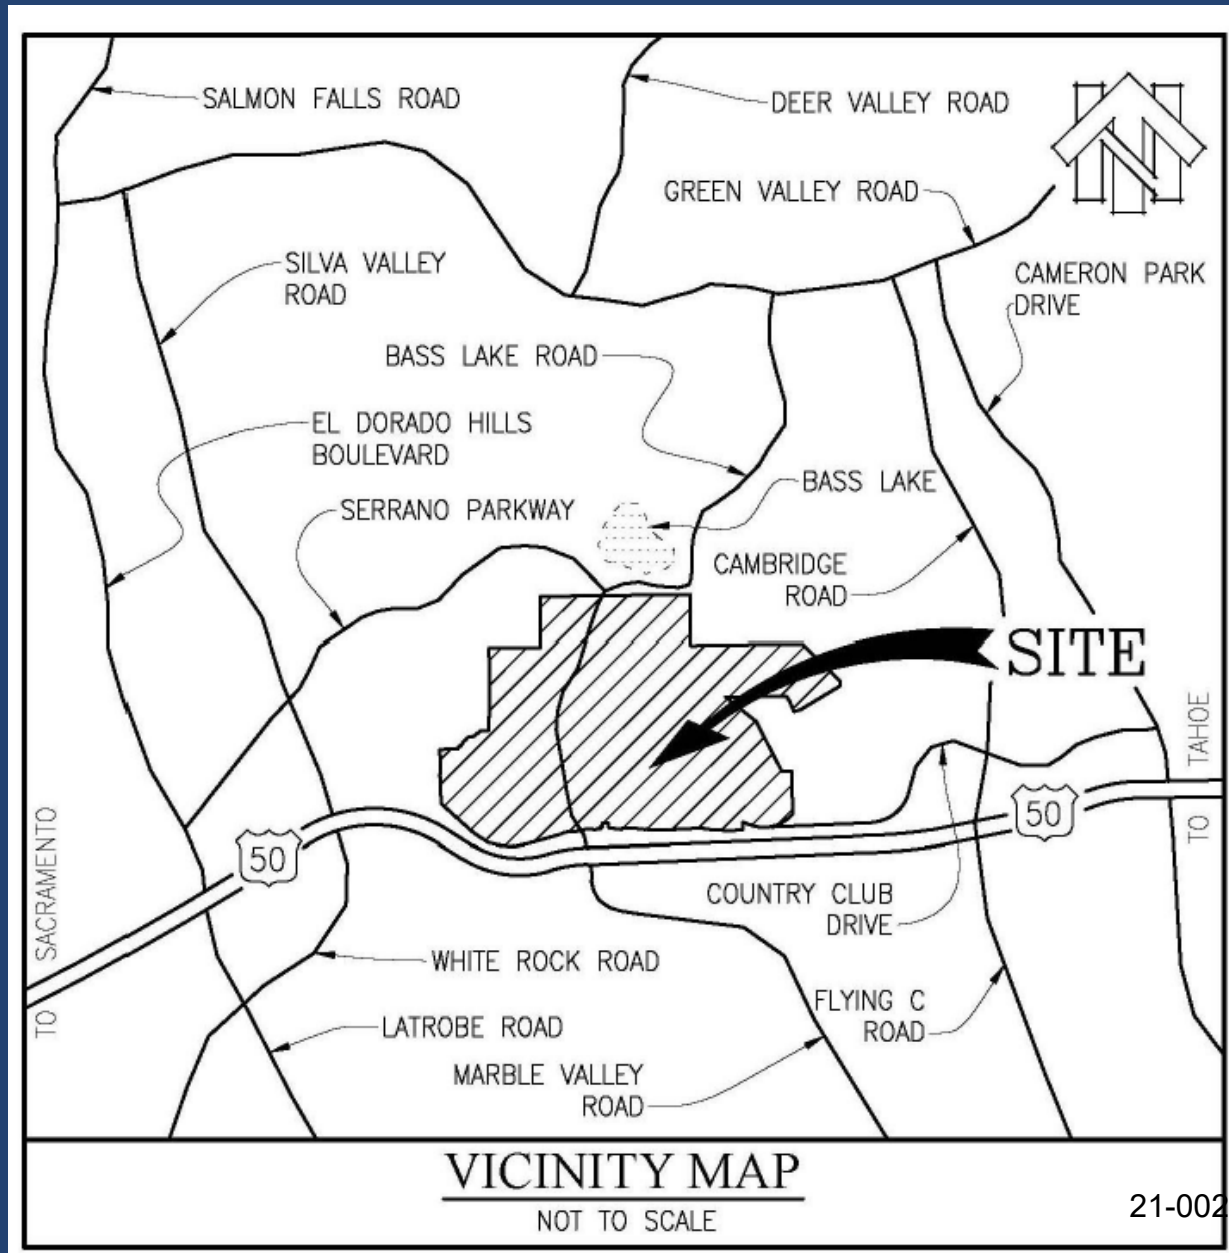 SALMON FALLS ROAD
DEER VALLEY ROAD
GREEN VALLEY ROAD
N
SILVA VALLEY
ROAD
CAMERON PARK
DRIVE
BASS LAKE ROAD
EL DORADO HILLS
BOULEVARD
BASS LAKE
SERRANO PARKWAY
CAMBRIDGE
ROAD
SITE
TO TAHOE
50
50
TO SACRAMENTO
COUNTRY CLUB
DRIVE
WHITE ROCK ROAD
FLYING C
ROAD
LATROBE ROAD
MARBLE VALLEY
ROAD
VICINITY MAP
NOT TO SCALE
21-002